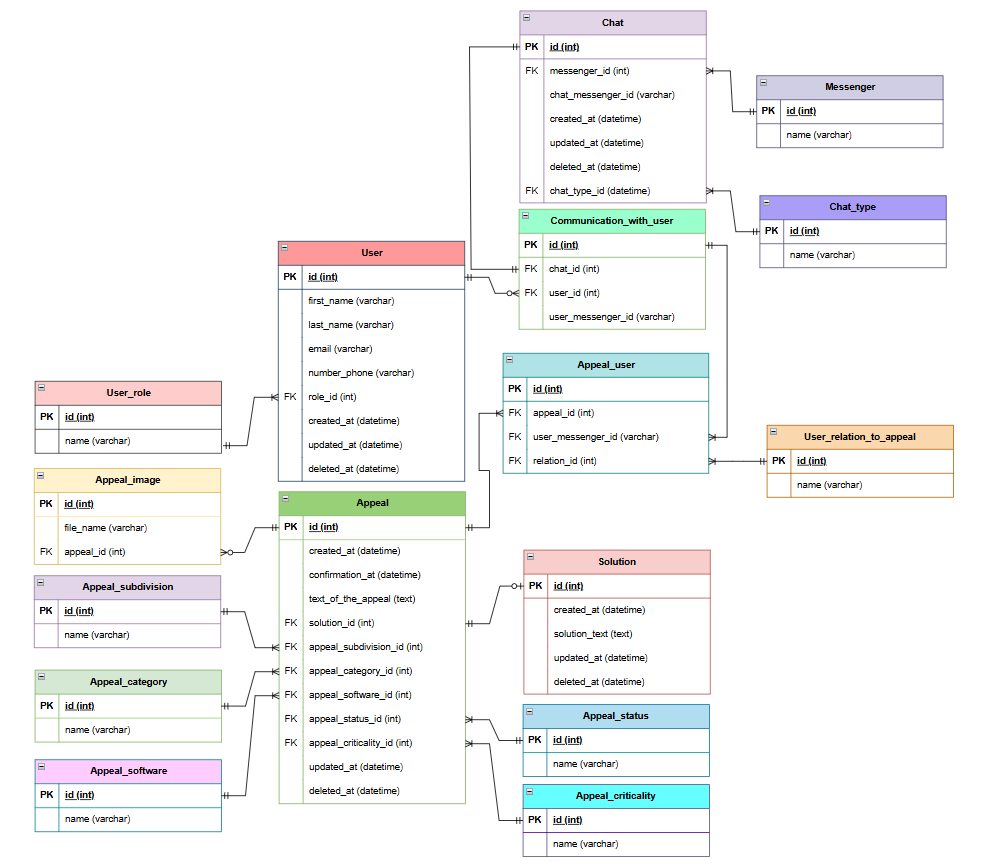 Chat
PK id (int)
FK messenger_id (int)
chat_messenger_id (varchar)
created_at (datetime)
updated_at (datetime)
deleted_at (datetime)
FK chat_type_id (datetime)
Messenger
PK id (int)
name (varchar)
Chat_type
PK id (int)
name (varchar)
Communication_with_user
PK id (int)
FK chat_id (int)
FK user_id (int)
user_messenger_id (varchar)
User
PK id (int)
first_name (varchar)
last_name (varchar)
email (varchar)
number_phone (varchar)
FK role_id (int)
created_at (datetime)
updated_at (datetime)
deleted_at (datetime)
Appeal_user
PK id (int)
FK appeal_id (int)
FK user_messenger_id (varchar)
FK relation_id (int)
User_role
PK id (int)
name (varchar)
User_relation_to_appeal
PK id (int)
name (varchar)
Appeal_image
PK id (int)
file_name (varchar)
FK appeal_id (int)
Appeal
PK id (int)
created_at (datetime)
confirmation_at (datetime)
text_of_the_appeal (text)
FK solution_id (int)
FK appeal_subdivision_id (int)
FK appeal_category_id (int)
FK appeal_software_id (int)
FK appeal_status_id (int)
FK appeal_criticality_id (int)
updated_at (datetime)
deleted_at (datetime)
Solution
PK id (int)
created_at (datetime)
solution_text (text)
updated_at (datetime)
deleted_at (datetime)
Appeal_subdivision
PK id (int)
name (varchar)
Appeal_category
PK id (int)
name (varchar)
Appeal_status
PK id (int)
name (varchar)
Appeal_software
PK id (int)
name (varchar)
Appeal_criticality
PK id (int)
name (varchar)